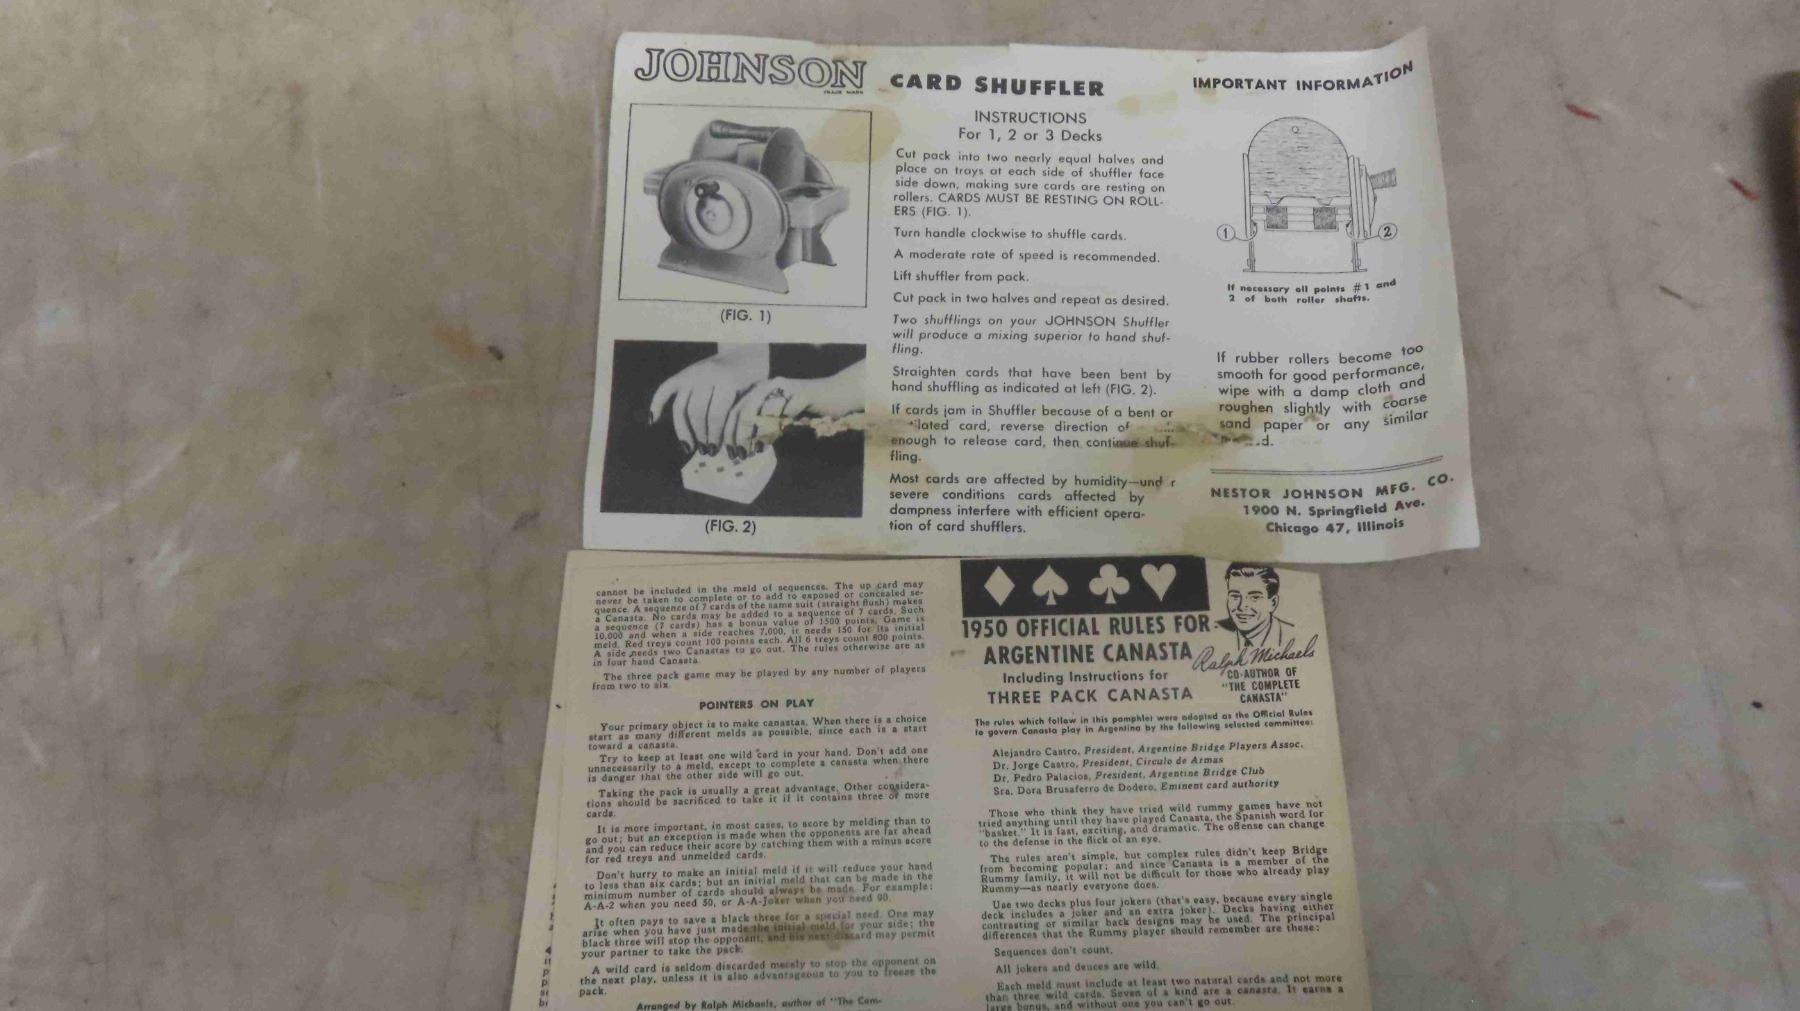 JOHNSON
TRADE MARK
CARD SHUFFLER
(FIG. 1)
(FIG. 2)
INSTRUCTIONS
For 1, 2 or 3 Decks
Cut pack into two nearly equal halves and
place on trays at each side of shuffler face
side down, making sure cards are resting on
rollers. CARDS MUST BE RESTING ON ROLL-
ERS (FIG. 1).
Turn handle clockwise to shuffle cards.
A moderate rate of speed is recommended.
Lift shuffler from pack.
Cut pack in two halves and repeat as desired.
Two shufflings on your JOHNSON Shuffler
will produce a mixing superior to hand shuf-
fling.
Straighten cards that have been bent by
hand shuffling as indicated at left (FIG. 2).
If cards jam in Shuffler because of a bent or
card, reverse direction of
enough to release card, then continue shuf-
fling.
Most cards are affected by humidity—
severe conditions cards affected by
dampness interfere with efficient opera-
tion of card shufflers.
IMPORTANT INFORMATION
1
2
If necessary oil points #1 and
2 of both roller shafts.
If rubber rollers become too
smooth for good performance,
wipe with a damp cloth and
roughen slightly with coarse
sand paper or any similar
NESTOR JOHNSON MFG. CO.
1900 N. Springfield Ave.
Chicago 47, Illinois
cannot be included in the meld of sequences. The up card may
never be taken to complete or to add to exposed or concealed se-
quence. A sequence of 7 cards of the same suit (straight flush) makes
a Canasta. No cards may be added to a sequence of 7 cards. Such
a sequence (7 cards) has a bonus value of 1500 points. Game is
10,000 and when a side reaches 7,000, it needs 150 for its initial
meld. Red treys count 100 points each. All 6 treys count 800 points.
A side needs two Canastas to go out. The rules otherwise are as
in four hand Canasta.
The three pack game may be played by any number of players
from two to six.
POINTERS ON PLAY
Your primary object is to make canastas. When there is a choice
start as many different melds as possible, since each is a start
toward a canasta.
Try to keep at least one wild card in your hand. Don't add one
unnecessarily to a meld, except to complete a canasta when there
is danger that the other side will go out.
Taking the pack is usually a great advantage. Other considera-
tions should be sacrificed to take it if it contains three or more
cards.
It is more important, in most cases, to score by melding than to
go out; but an exception is made when the opponents are far ahead
and you can reduce their score by catching them with a minus score
for red treys and unmelded cards.
Don't hurry to make an initial meld if it will reduce your hand
to less than six cards; but an initial meld that can be made in the
minimum number of cards should always be made. For example:
A-A-2 when you need 50, or A-A-Joker when you need 90.
It often pays to save a black three for a special need. One may
arise when you have just made the initial meld for your side; the
black three will stop the opponent, and his next discard may permit
your partner to take the pack.
A wild card is seldom discarded merely to stop the opponent on
the next play, unless it is also advantageous to you to freeze the
pack.
Arranged by Ralph Michaels, author of "The Com-
1950 OFFICIAL RULES FOR
ARGENTINE CANASTA
Including Instructions for
THREE PACK CANASTA
Ralph Michaels
CO-AUTHOR OF
"THE COMPLETE
CANASTA"
The rules which follow in this pamphlet were adopted as the Official Rules
to govern Canasta play in Argentina by the following selected committee:
Alejandro Castro, President, Argentine Bridge Players Assoc.
Dr. Jorge Castro, President, Circulo de Armas
Dr. Pedro Palacios, President, Argentine Bridge Club
Sra. Dora Brusaferro de Dodero, Eminent card authority
Those who think they have tried wild rummy games have not
tried anything until they have played Canasta, the Spanish word for
"basket." It is fast, exciting, and dramatic. The offense can change
to the defense in the flick of an eye.
The rules aren't simple, but complex rules didn't keep Bridge
from becoming popular; and since Canasta is a member of the
Rummy family, it will not be difficult for those who already play
Rummy—as nearly everyone does.
Use two decks plus four jokers (that's easy, because every single
deck includes a joker and an extra joker). Decks having either
contrasting or similar back designs may be used. The principal
differences that the Rummy player should remember are these:
Sequences don't count.
All jokers and deuces are wild.
Each meld must include at least two natural cards and not more
than three wild cards. Seven of a kind are a canasta. It earns a
large bonus, and without one you can't go out.